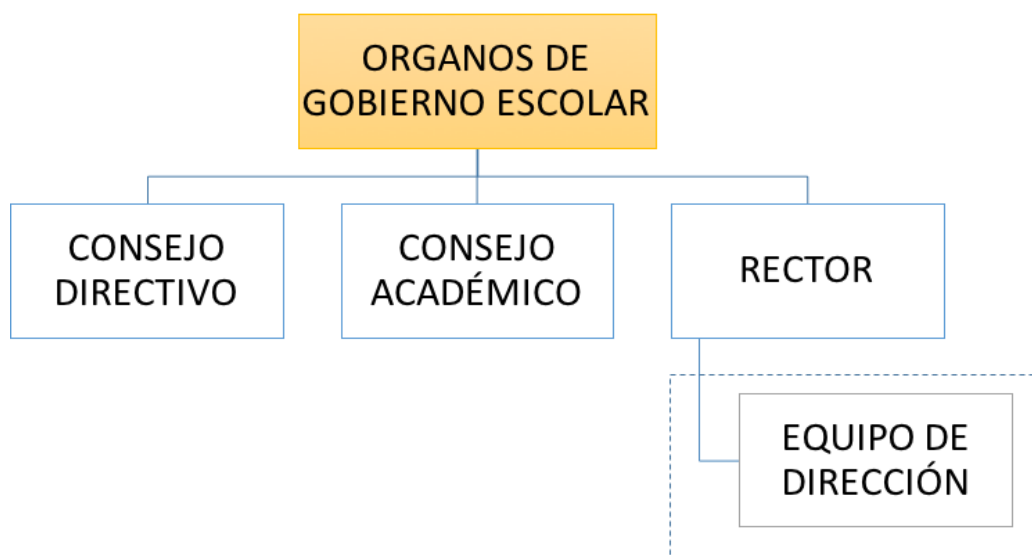 ORGANOS DE
GOBIERNO ESCOLAR
CONSEJO
DIRECTIVO
CONSEJO
ACADÉMICO
RECTOR
EQUIPO DE
DIRECCIÓN